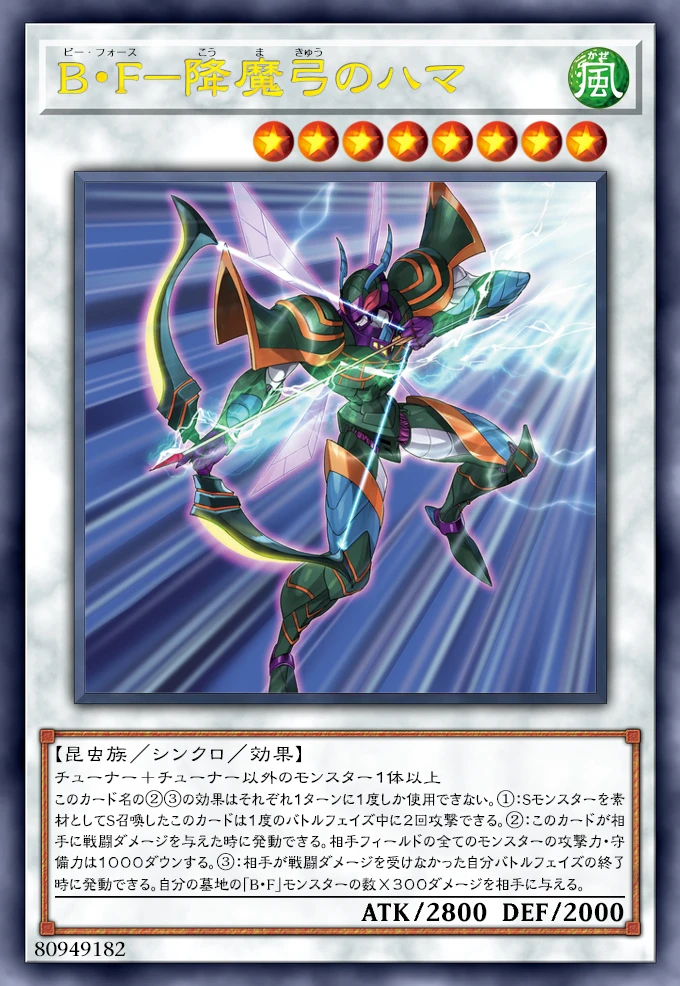 ビー・フォース こう ま きゅう
B・F－降魔弓のハマ
かぜ
風
【昆虫族／シンクロ／効果】
チューナー＋チューナー以外のモンスター１体以上
このカード名の②③の効果はそれぞれ１ターンに１度しか使用できない。①：Sモンスターを素
材としてS召喚したこのカードは１度のバトルフェイズ中に２回攻撃できる。②：このカードが相
手に戦闘ダメージを与えた時に発動できる。相手フィールドの全てのモンスターの攻撃力・守
備力は１０００ダウンする。③：相手が戦闘ダメージを受けなかった自分バトルフェイズの終了
時に発動できる。自分の墓地の「B・F」モンスターの数×３００ダメージを相手に与える。
ATK/2800 DEF/2000
80949182